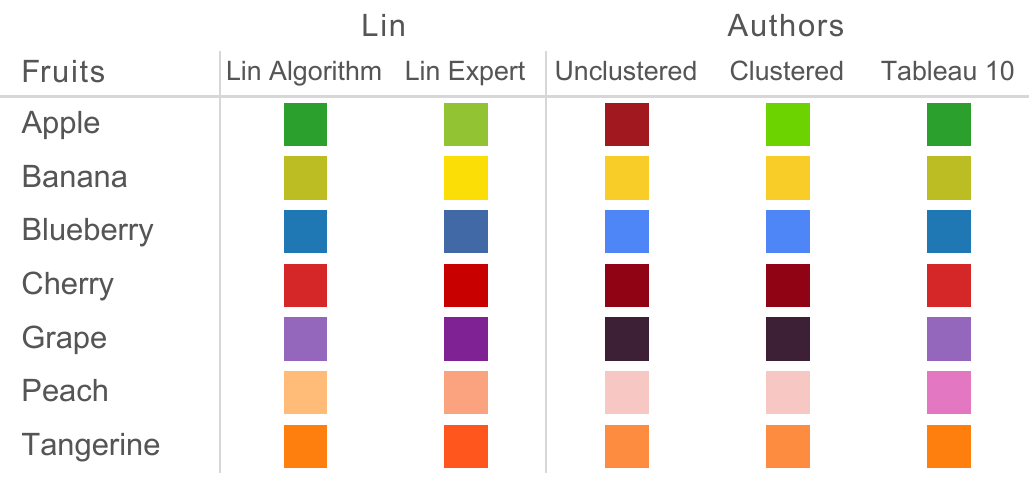 Lin Authors
Fruits Lin Algorithm Lin Expert Unclustered Clustered Tableau 10
Apple
Banana
Blueberry
Cherry
Grape
Peach
Tangerine